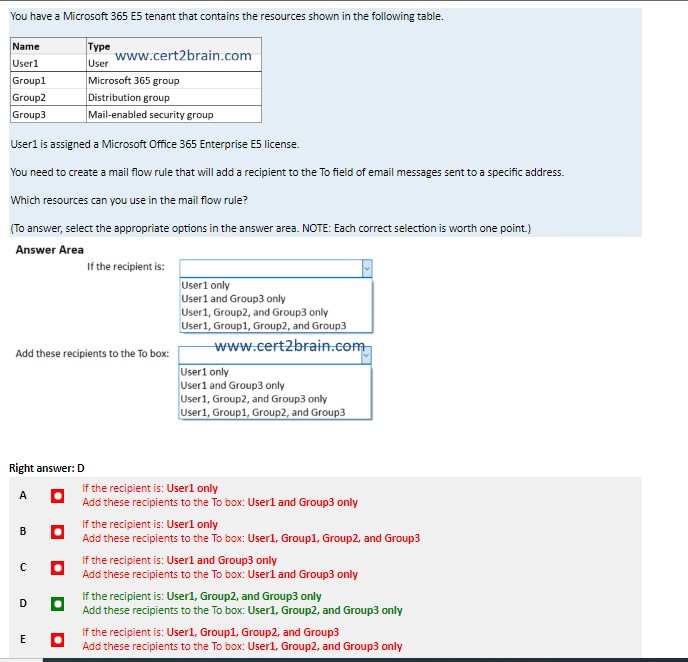 You have a Microsoft 365 E5 tenant that contains the resources shown in the following table.
Name Type
www.cert2brain.com
User1 User
Group1 Microsoft 365 group
Group2 Distribution group
Group3 Mail-enabled security group
User1 is assigned a Microsoft Office 365 Enterprise E5 license.
You need to create a mail flow rule that will add a recipient to the To field of email messages sent to a specific address.
Which resources can you use in the mail flow rule?
(To answer, select the appropriate options in the answer area. NOTE: Each correct selection is worth one point.)
Answer Area
If the recipient is:
User1 only
User1 and Group3 only
User1, Group2, and Group3 only
User1, Group1, Group2, and Group3
www.cert2brain.com
Add these recipients to the To box:
User1 only
User1 and Group3 only
User1, Group2, and Group3 only
User1, Group1, Group2, and Group3
Right answer: D
A If the recipient is: User1 only
Add these recipients to the To box: User1 and Group3 only
B If the recipient is: User1 only
Add these recipients to the To box: User1, Group1, Group2, and Group3
C If the recipient is: User1 and Group3 only
Add these recipients to the To box: User1 and Group3 only
D If the recipient is: User1, Group2, and Group3 only
Add these recipients to the To box: User1, Group2, and Group3 only
E If the recipient is: User1, Group1, Group2, and Group3
Add these recipients to the To box: User1, Group2, and Group3 only